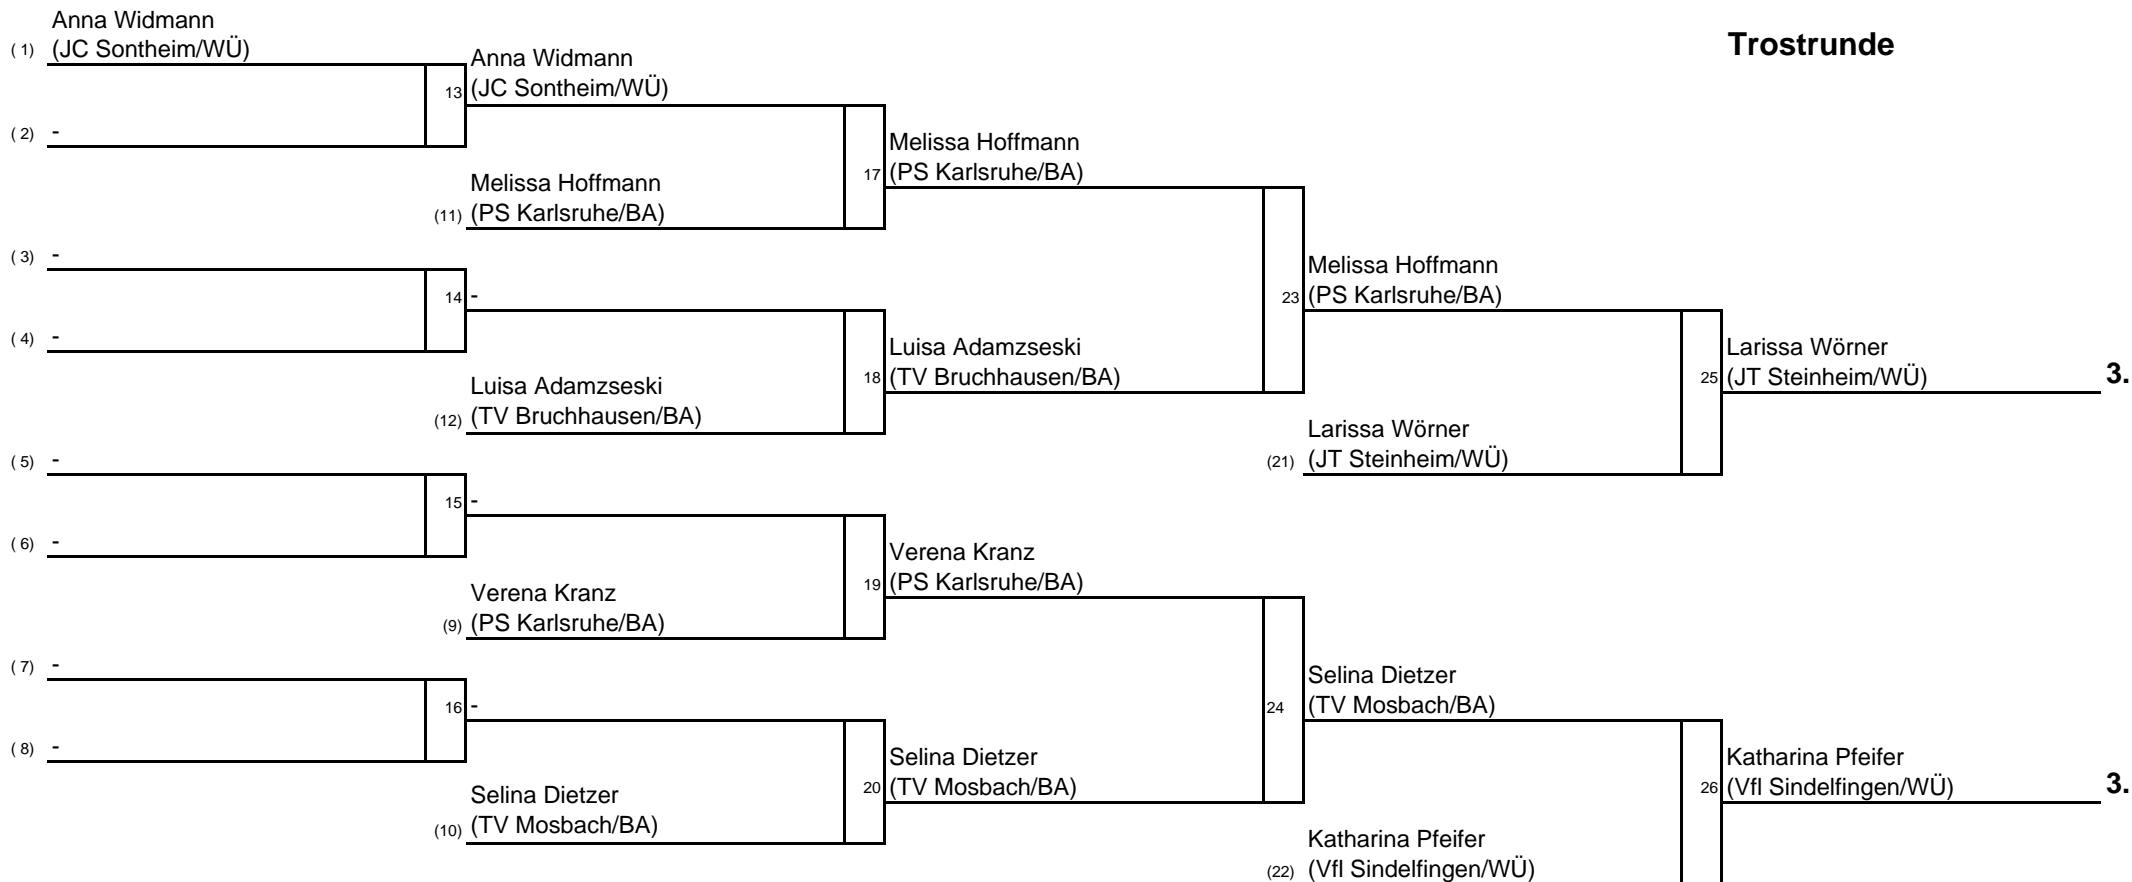 Trostrunde
Anna Widmann
( 1) (JC Sontheim/WÜ)
Anna Widmann
13 (JC Sontheim/WÜ)
( 2) -
Melissa Hoffmann
17 (PS Karlsruhe/BA)
Melissa Hoffmann
(11) (PS Karlsruhe/BA)
( 3) -
Melissa Hoffmann
23 (PS Karlsruhe/BA)
14 -
( 4) -
Luisa Adamzseski
18 (TV Bruchhausen/BA)
Larissa Wörner
25 (JT Steinheim/WÜ) 3.
Luisa Adamzseski
(12) (TV Bruchhausen/BA)
Larissa Wörner
(21) (JT Steinheim/WÜ)
( 5) -
15 -
( 6) -
Verena Kranz
19 (PS Karlsruhe/BA)
Verena Kranz
(9) (PS Karlsruhe/BA)
( 7) -
Selina Dietzer
24 (TV Mosbach/BA)
16 -
( 8) -
Selina Dietzer
20 (TV Mosbach/BA)
Katharina Pfeifer
26 (Vfl Sindelfingen/WÜ) 3.
Selina Dietzer
(10) (TV Mosbach/BA)
Katharina Pfeifer
(22) (Vfl Sindelfingen/WÜ)